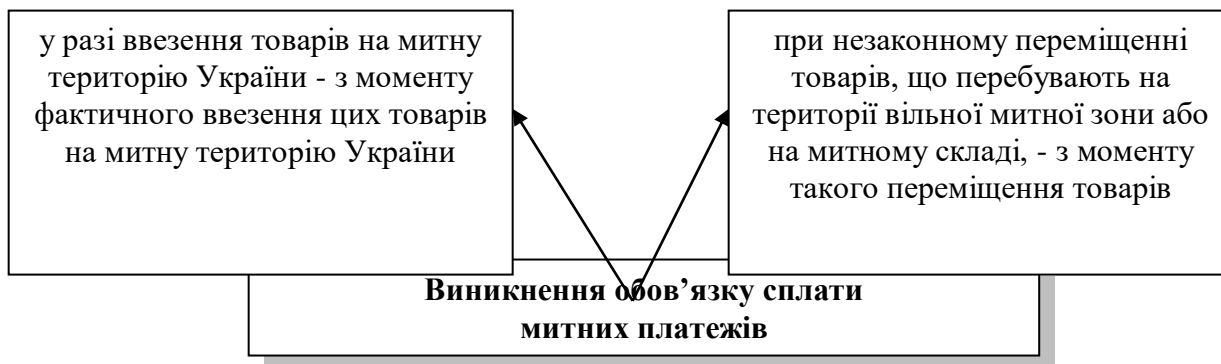 у разі ввезення товарів на митну
територію України - з моменту
фактичного ввезення цих товарів
на митну територію України
при незаконному переміщенні
товарів, що перебувають на
території вільної митної зони або
на митному складі, - з моменту
такого переміщення товарів
Виникнення обов’язку сплати
митних платежів